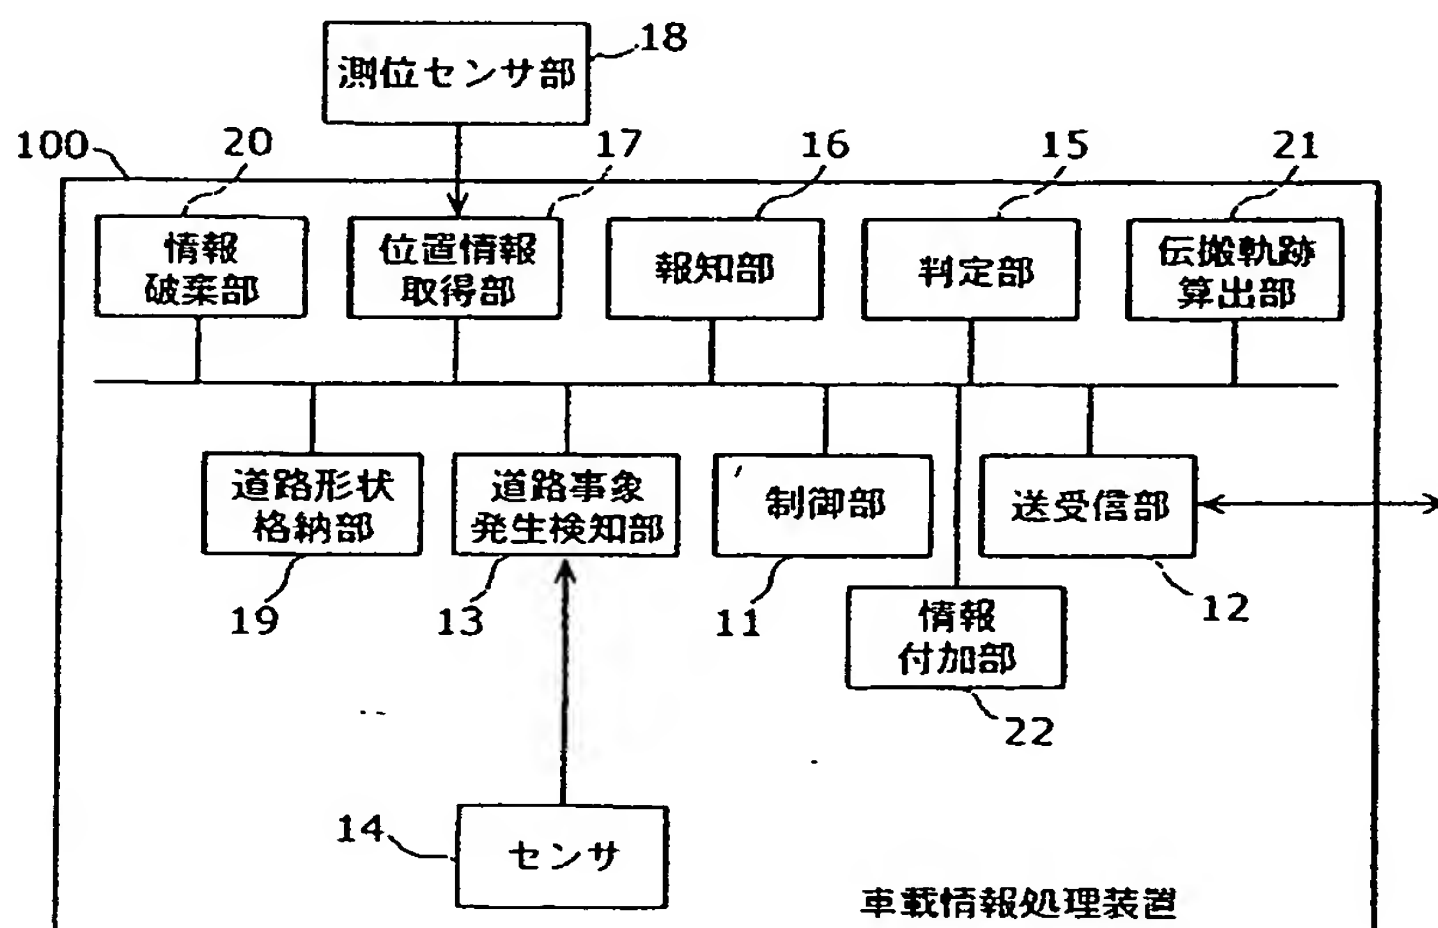 18
測位センサ部
100
20
17
16
15
21
情報
破棄部
位置情報
取得部
報知部
判定部
伝搬軌跡
算出部
道路形状
格納部
道路事象
発生検知部
制御部
送受信部
19
13
11
12
情報
付加部
22
14
センサ
車載情報処理装置